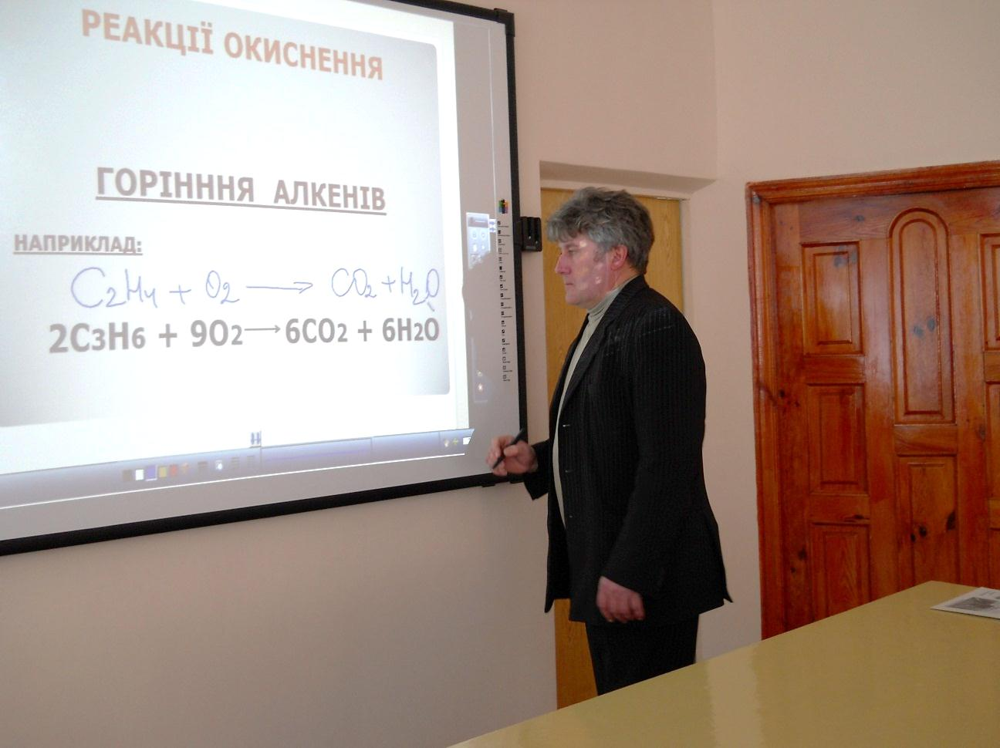 РЕАКЦІЇ ОКИСНЕННЯ
ГОРІНННЯ АЛКЕНІВ
НАПРИКЛАД:
C2H4 + O2 ⟶ CO2 + H2O
2C3H6 + 9O2 ⟶ 6CO2 + 6H2O